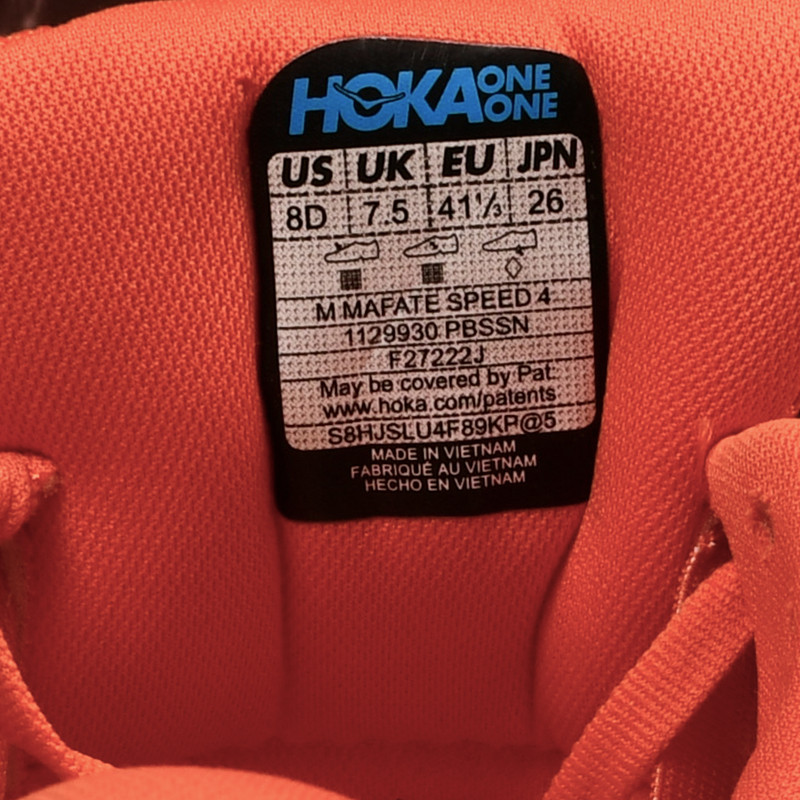 HOKA ONE ONE
US UK EU JPN
8D 7.5 41⅓ 26
M MAFATE SPEED 4
1129930 PBSSN
F27222J
May be covered by Pat:
www.hoka.com/patents
S8HJSLU4F89KP@5
MADE IN VIETNAM
FABRIQUÉ AU VIETNAM
HECHO EN VIETNAM